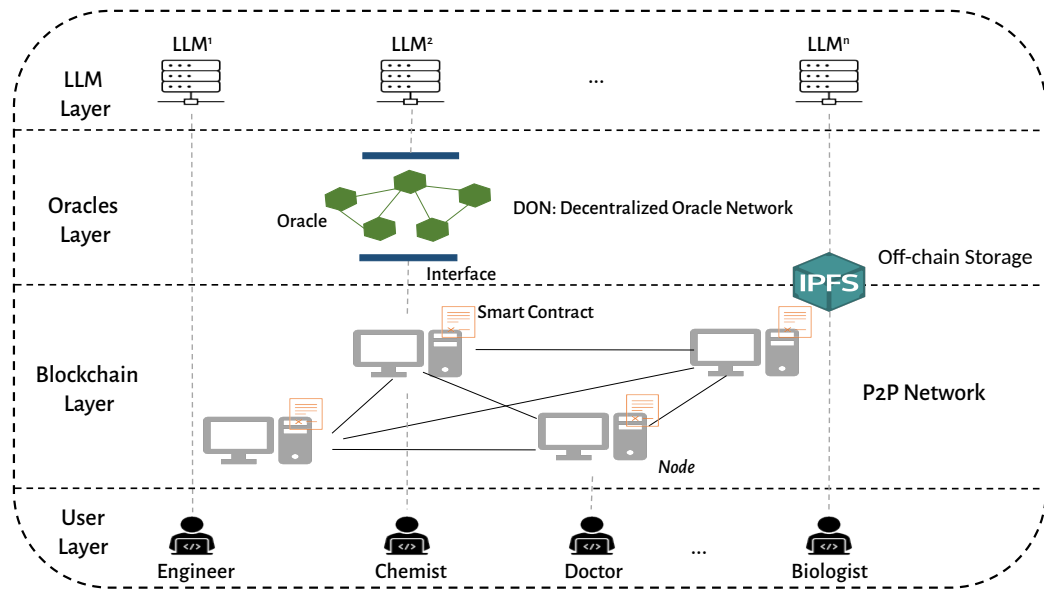 LLM¹
LLM²
LLMⁿ
...
LLM
Layer
Oracles
Layer
Oracle
DON: Decentralized Oracle Network
Interface
IPFS
Off-chain Storage
Smart Contract
Blockchain
Layer
P2P Network
Node
User
Layer
</>
</>
</>
...
</>
Engineer
Chemist
Doctor
Biologist